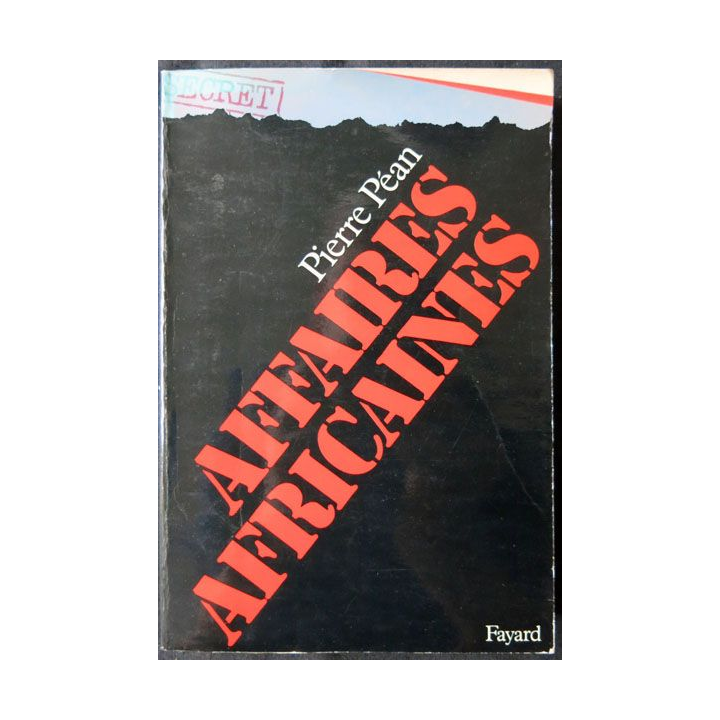 SECRET
Pierre Péan
AFFAIRES
AFRICAINES
Fayard